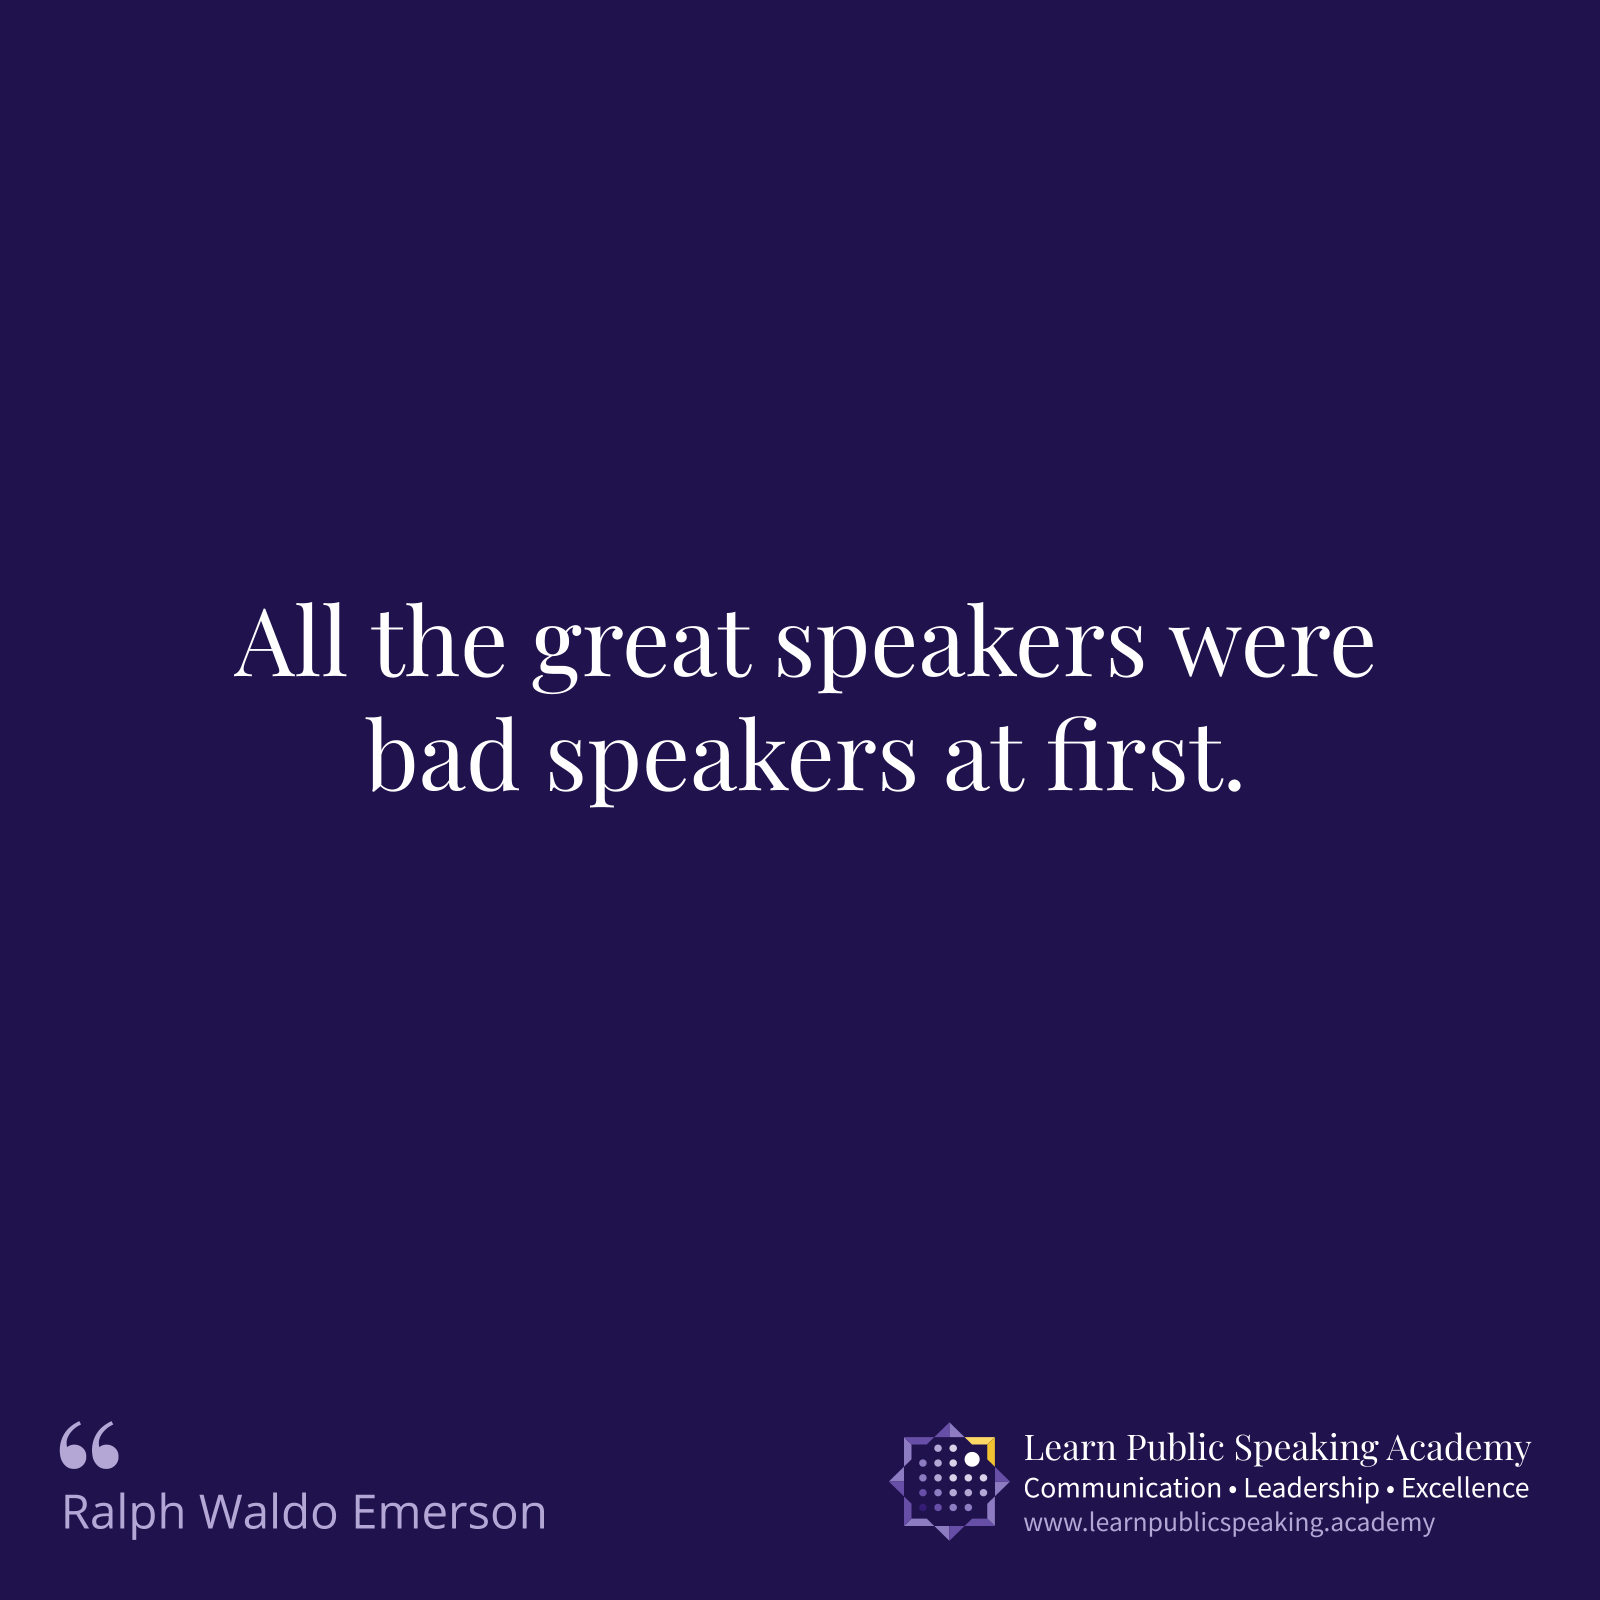 All the great speakers were
bad speakers at first.
Ralph Waldo Emerson
Learn Public Speaking Academy
Communication • Leadership • Excellence
www.learnpublicspeaking.academy